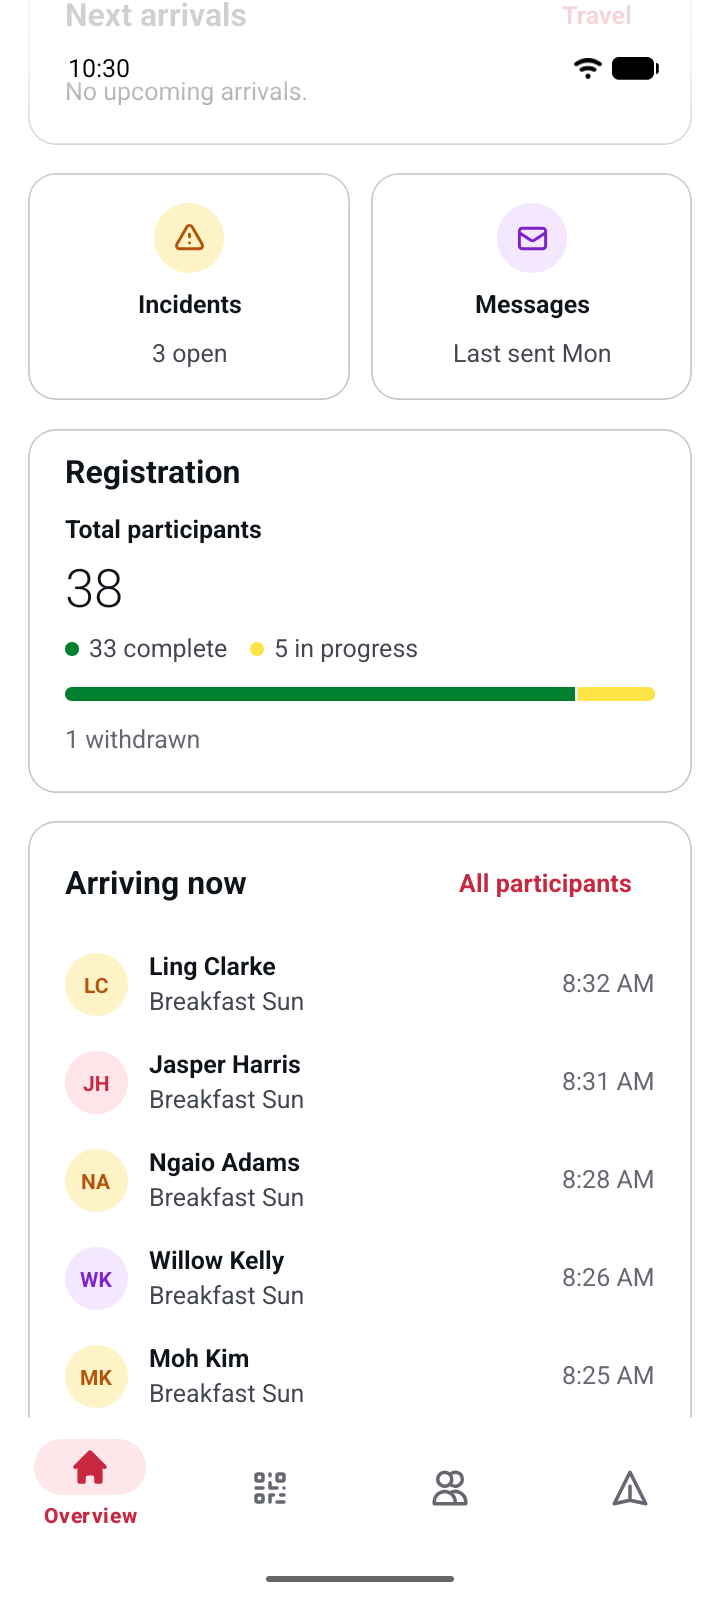 Next arrivals
Travel
10:30
No upcoming arrivals.
Incidents
3 open
Messages
Last sent Mon
Registration
Total participants
38
33 complete
5 in progress
1 withdrawn
Arriving now
All participants
LC
Ling Clarke
Breakfast Sun
8:32 AM
JH
Jasper Harris
Breakfast Sun
8:31 AM
NA
Ngaio Adams
Breakfast Sun
8:28 AM
WK
Willow Kelly
Breakfast Sun
8:26 AM
MK
Moh Kim
Breakfast Sun
8:25 AM
Overview